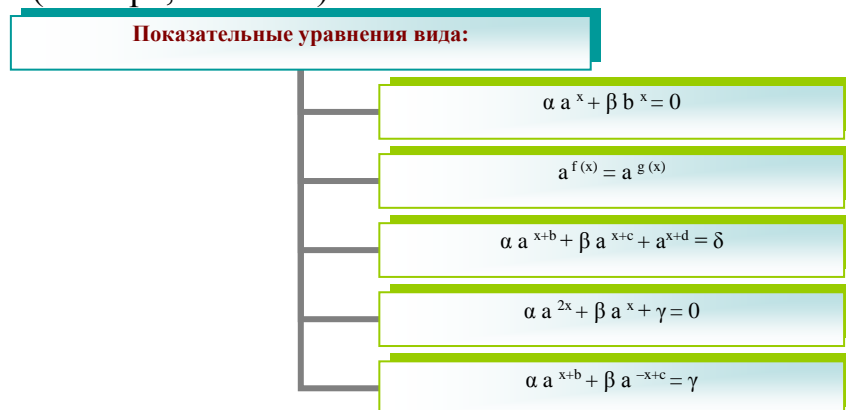 Показательные уравнения вида:
α a ˣ + β b ˣ = 0
a ᶠ ⁽ˣ⁾ = a ᵍ ⁽ˣ⁾
α a ˣ⁺ᵇ + β a ˣ⁺ᶜ + aˣ⁺ᵈ = δ
α a ²ˣ + β a ˣ + γ = 0
α a ˣ⁺ᵇ + β a ⁻ˣ⁺ᶜ = γ